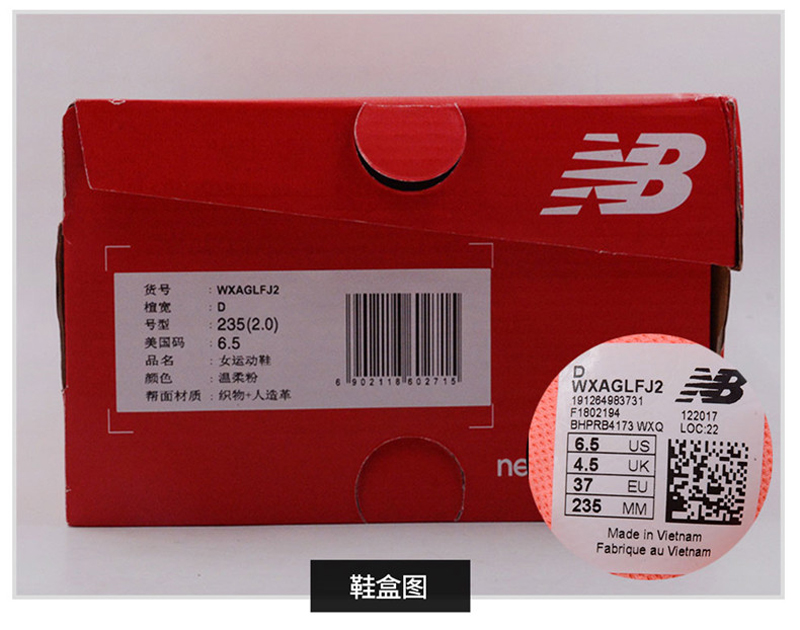 NB
货号 : WXAGLFJ2
楦宽 : D
号型 : 235(2.0)
美国码 : 6.5
品名 : 女运动鞋
颜色 : 温柔粉
帮面材质 : 织物+人造革
6 902118 602715
ne
D
WXAGLFJ2
191264983731
F1802194
BHPRB4173 WXQ
NB
122017
LOC:22
6.5 US
4.5 UK
37 EU
235 MM
Made in Vietnam
Fabrique au Vietnam
鞋盒图